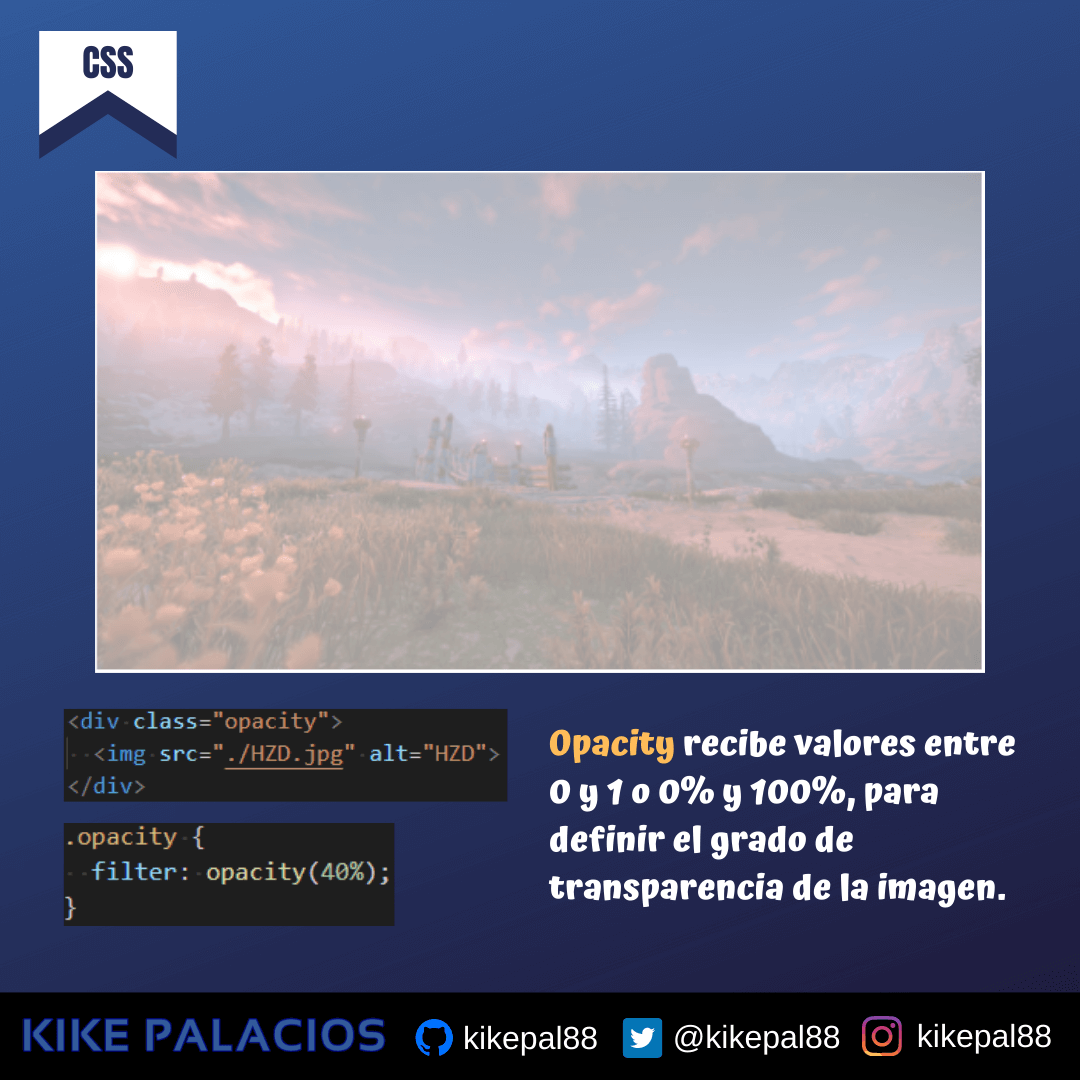 CSS
<div class="opacity">
<img src="./HZD.jpg" alt="HZD">
</div>
.opacity {
filter: opacity(40%);
}
Opacity recibe valores entre
0 y 1 o 0% y 100%, para
definir el grado de
transparencia de la imagen.
KIKE PALACIOS kikepal88 @kikepal88 kikepal88